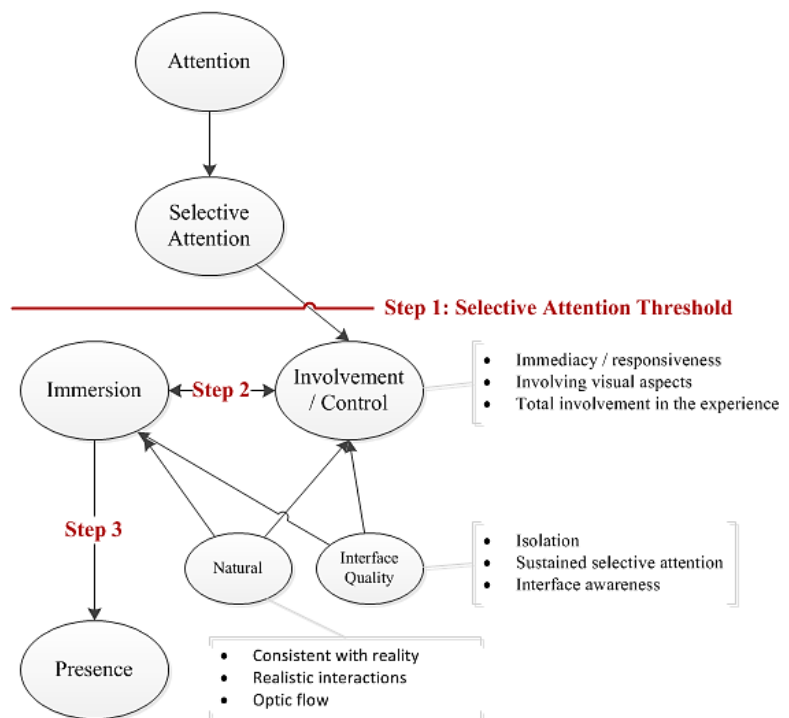 Attention
Selective
Attention
Step 1: Selective Attention Threshold
Immersion
Step 2
Involvement
/ Control
• Immediacy / responsiveness
• Involving visual aspects
• Total involvement in the experience
Step 3
Natural
Interface
Quality
• Isolation
• Sustained selective attention
• Interface awareness
Presence
• Consistent with reality
• Realistic interactions
• Optic flow